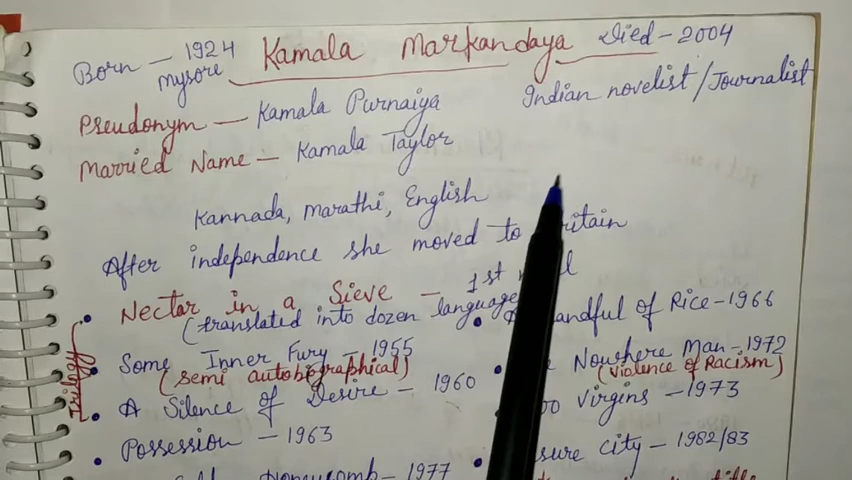 Born - 1924 Kamala Markandaya Died - 2004
Mysore
Indian novelist/Journalist
Pseudonym - Kamala Purnaiya
Married Name - Kamala Taylor
Kannada, Marathi, English
After independence she moved to
Nectar in a Sieve - 1st
(translated into dozen language
Handful of Rice - 1966
Some Inner Fury - 1955
(semi autobiographical)
Nowhere Man - 1972
(violence of Racism)
A Silence of Desire - 1960
Virgins - 1973
Possession - 1963
City - 1982/83
Honeycomb - 1977
title